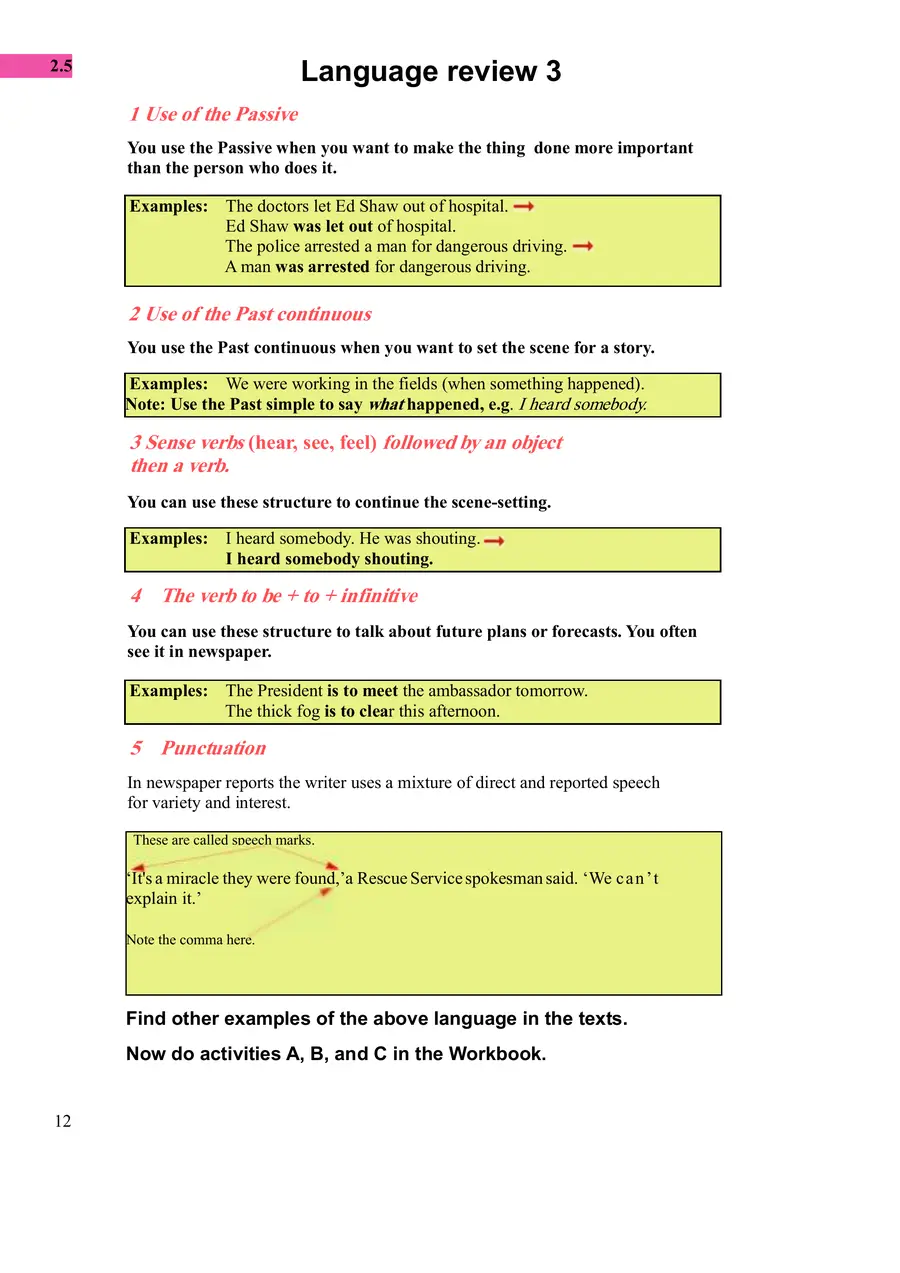 2.5
Language review 3
1 Use of the Passive
You use the Passive when you want to make the thing done more important
than the person who does it.
Examples: The doctors let Ed Shaw out of hospital. →
Ed Shaw was let out of hospital.
The police arrested a man for dangerous driving. →
A man was arrested for dangerous driving.
2 Use of the Past continuous
You use the Past continuous when you want to set the scene for a story.
Examples: We were working in the fields (when something happened).
Note: Use the Past simple to say what happened, e.g. I heard somebody.
3 Sense verbs (hear, see, feel) followed by an object
then a verb.
You can use these structure to continue the scene-setting.
Examples: I heard somebody. He was shouting. →
I heard somebody shouting.
4 The verb to be + to + infinitive
You can use these structure to talk about future plans or forecasts. You often
see it in newspaper.
Examples: The President is to meet the ambassador tomorrow.
The thick fog is to clear this afternoon.
5 Punctuation
In newspaper reports the writer uses a mixture of direct and reported speech
for variety and interest.
These are called speech marks.
‘It's a miracle they were found,’a Rescue Service spokesman said. ‘We can’t
explain it.’
Note the comma here.
Find other examples of the above language in the texts.
Now do activities A, B, and C in the Workbook.
12